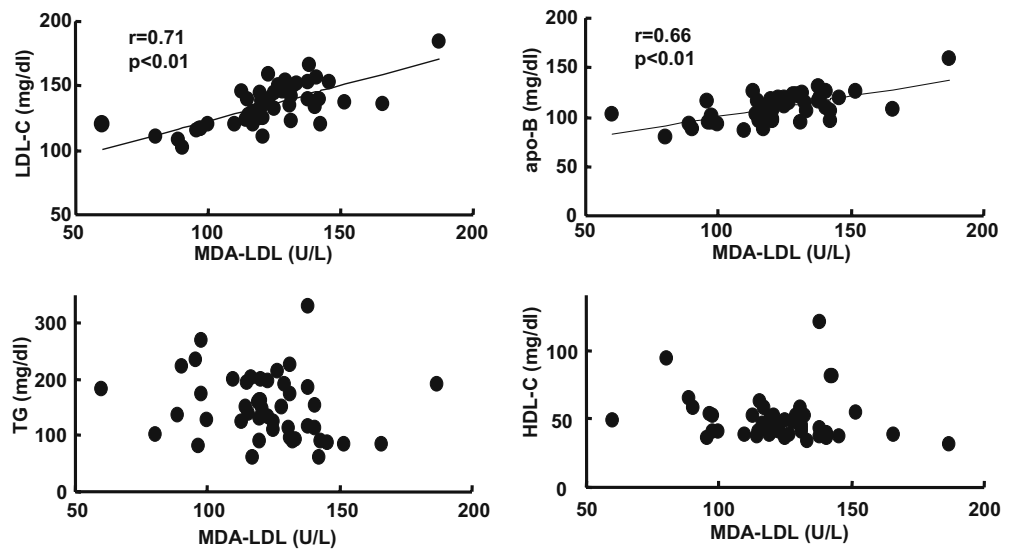 r=0.71
p<0.01
LDL-C (mg/dl)
200
150
100
50
50 100 150 200
MDA-LDL (U/L)
r=0.66
p<0.01
apo-B (mg/dl)
200
150
100
50
0
50 100 150 200
MDA-LDL (U/L)
TG (mg/dl)
300
200
100
0
50 100 150 200
MDA-LDL (U/L)
HDL-C (mg/dl)
100
50
0
50 100 150 200
MDA-LDL (U/L)